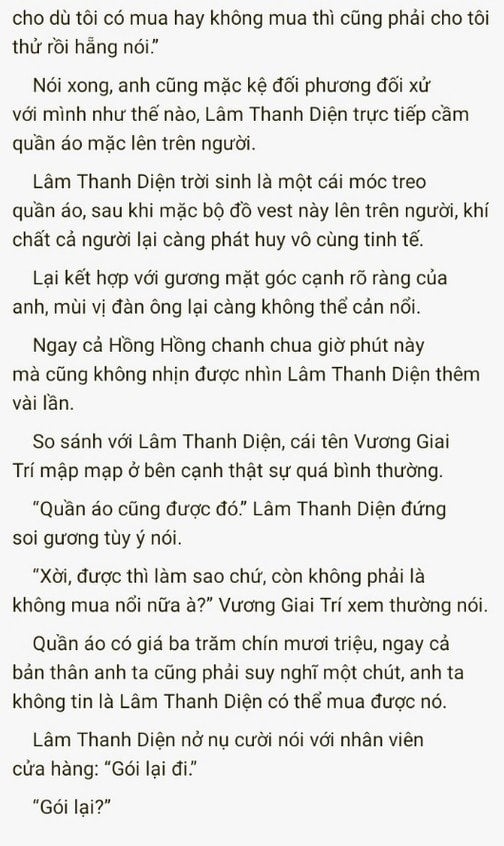 cho dù tôi có mua hay không mua thì cũng phải cho tôi
thử rồi hẵng nói.”
Nói xong, anh cũng mặc kệ đối phương đối xử
với mình như thế nào, Lâm Thanh Diện trực tiếp cầm
quần áo mặc lên trên người.
Lâm Thanh Diện trời sinh là một cái móc treo
quần áo, sau khi mặc bộ đồ vest này lên trên người, khí
chất cả người lại càng phát huy vô cùng tinh tế.
Lại kết hợp với gương mặt góc cạnh rõ ràng của
anh, mùi vị đàn ông lại càng không thể cản nổi.
Ngay cả Hồng Hồng chanh chua giờ phút này
mà cũng không nhịn được nhìn Lâm Thanh Diện thêm
vài lần.
So sánh với Lâm Thanh Diện, cái tên Vương Giai
Trí mập mạp ở bên cạnh thật sự quá bình thường.
“Quần áo cũng được đó.” Lâm Thanh Diện đứng
soi gương tùy ý nói.
“Xời, được thì làm sao chứ, còn không phải là
không mua nổi nữa à?” Vương Giai Trí xem thường nói.
Quần áo có giá ba trăm chín mươi triệu, ngay cả
bản thân anh ta cũng phải suy nghĩ một chút, anh ta
không tin là Lâm Thanh Diện có thể mua được nó.
Lâm Thanh Diện nở nụ cười nói với nhân viên
cửa hàng: “Gói lại đi.”
“Gói lại?”